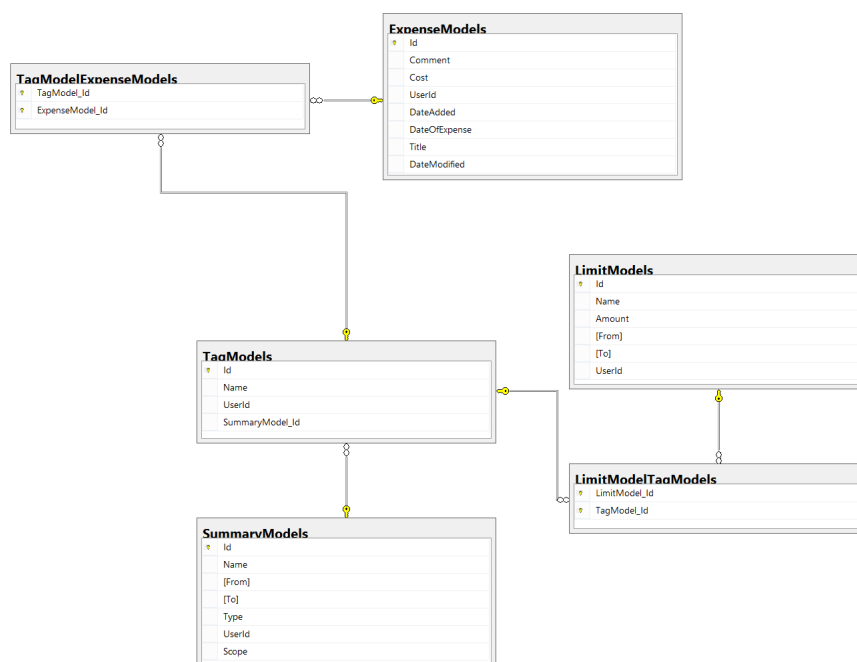 ExpenseModels
Id
Comment
Cost
UserId
DateAdded
DateOfExpense
Title
DateModified
TagModelExpenseModels
TagModel_Id
ExpenseModel_Id
LimitModels
Id
Name
Amount
[From]
[To]
UserId
TagModels
Id
Name
UserId
SummaryModel_Id
LimitModelTagModels
LimitModel_Id
TagModel_Id
SummaryModels
Id
Name
[From]
[To]
Type
UserId
Scope